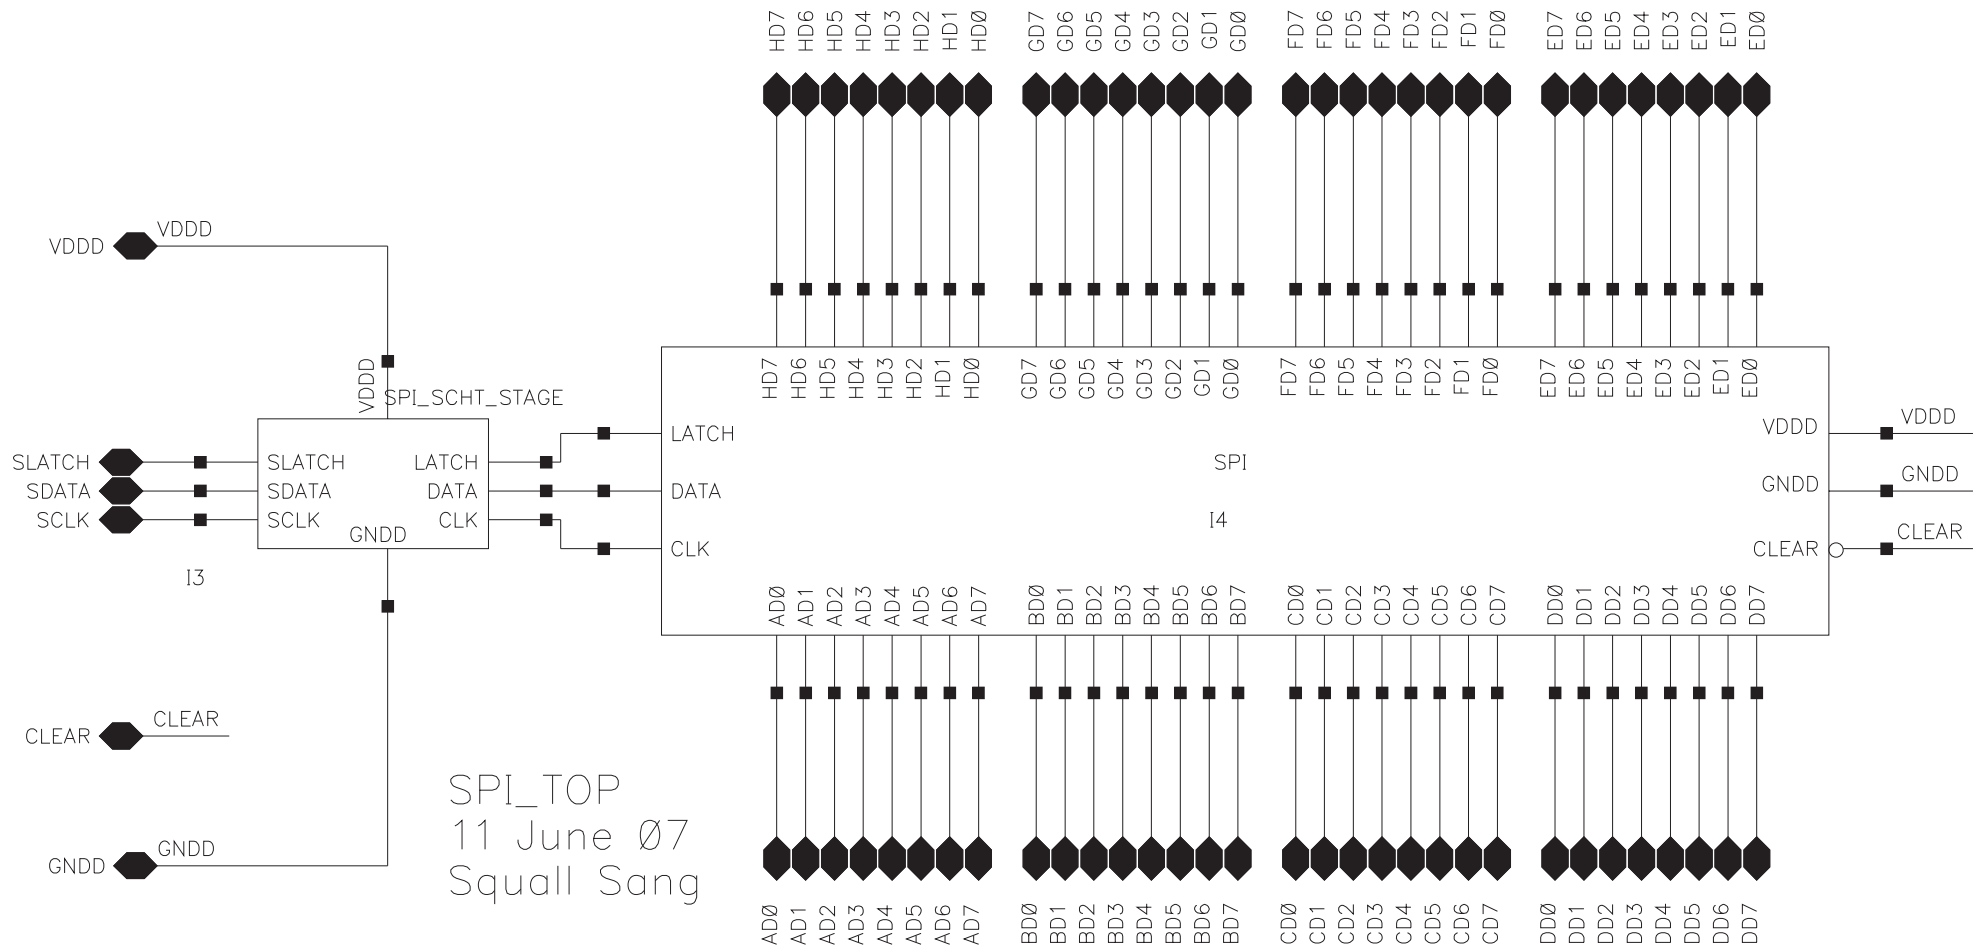 HD7 HD6 HD5 HD4 HD3 HD2 HD1 HDØ GD7 GD6 GD5 GD4 GD3 GD2 GD1 GDØ FD7 FD6 FD5 FD4 FD3 FD2 FD1 FDØ ED7 ED6 ED5 ED4 ED3 ED2 ED1 EDØ
VDDD VDDD
VDDD
SPI_SCHT_STAGE
HD7 HD6 HD5 HD4 HD3 HD2 HD1 HDØ GD7 GD6 GD5 GD4 GD3 GD2 GD1 GDØ FD7 FD6 FD5 FD4 FD3 FD2 FD1 FDØ ED7 ED6 ED5 ED4 ED3 ED2 ED1 EDØ
LATCH VDDD VDDD
SLATCH SLATCH LATCH SPI
SDATA SDATA DATA DATA GNDD GNDD
SCLK SCLK CLK I4
GNDD CLK CLEAR CLEAR
I3
ADØ AD1 AD2 AD3 AD4 AD5 AD6 AD7 BDØ BD1 BD2 BD3 BD4 BD5 BD6 BD7 CDØ CD1 CD2 CD3 CD4 CD5 CD6 CD7 DDØ DD1 DD2 DD3 DD4 DD5 DD6 DD7
CLEAR CLEAR
SPI_TOP
11 June Ø7
Squall Sang
GNDD GNDD
ADØ AD1 AD2 AD3 AD4 AD5 AD6 AD7 BDØ BD1 BD2 BD3 BD4 BD5 BD6 BD7 CDØ CD1 CD2 CD3 CD4 CD5 CD6 CD7 DDØ DD1 DD2 DD3 DD4 DD5 DD6 DD7